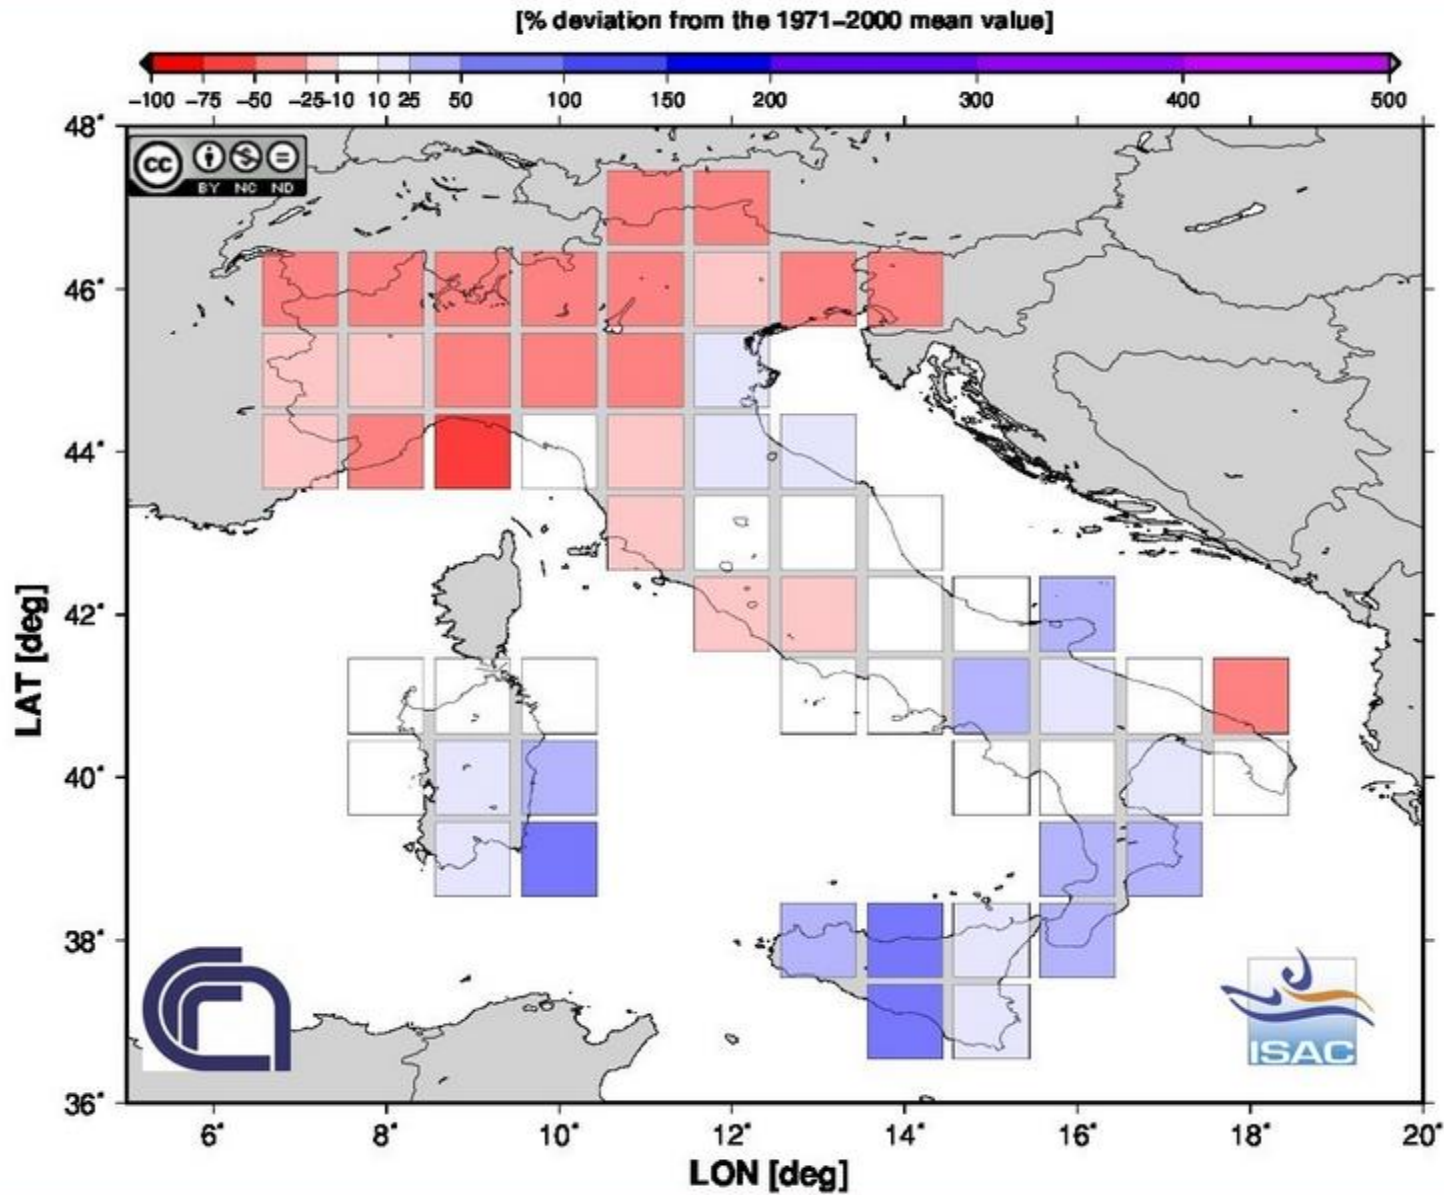 [% deviation from the 1971–2000 mean value]
−100 −75 −50 −25−10 10 25 50 100 150 200 300 400 500
48°
46°
44°
42°
40°
38°
36°
LAT [deg]
cc
BY NC ND
ISAC
6° 8° 10° 12° 14° 16° 18° 20°
LON [deg]